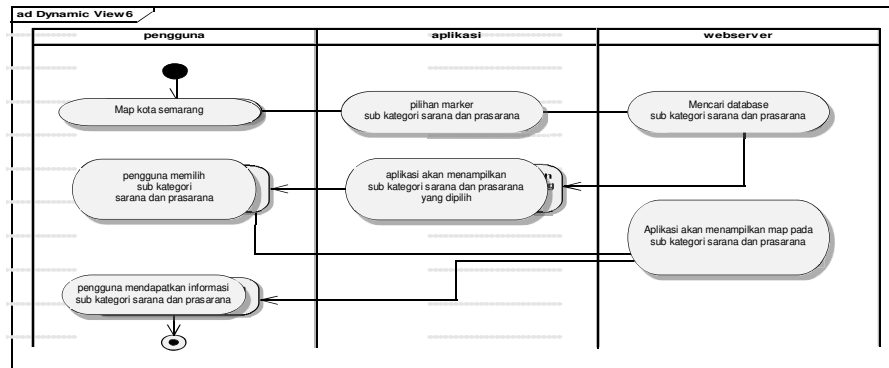 ad Dynamic View6
pengguna
aplikasi
webserver
Map kota semarang
pilihan marker
sub kategori sarana dan prasarana
Mencari database
sub kategori sarana dan prasarana
pengguna memilih
sub kategori
sarana dan prasarana
aplikasi akan menampilkan
sub kategori sarana dan prasarana
yang dipilih
Aplikasi akan menampilkan map pada
sub kategori sarana dan prasarana
pengguna mendapatkan informasi
sub kategori sarana dan prasarana